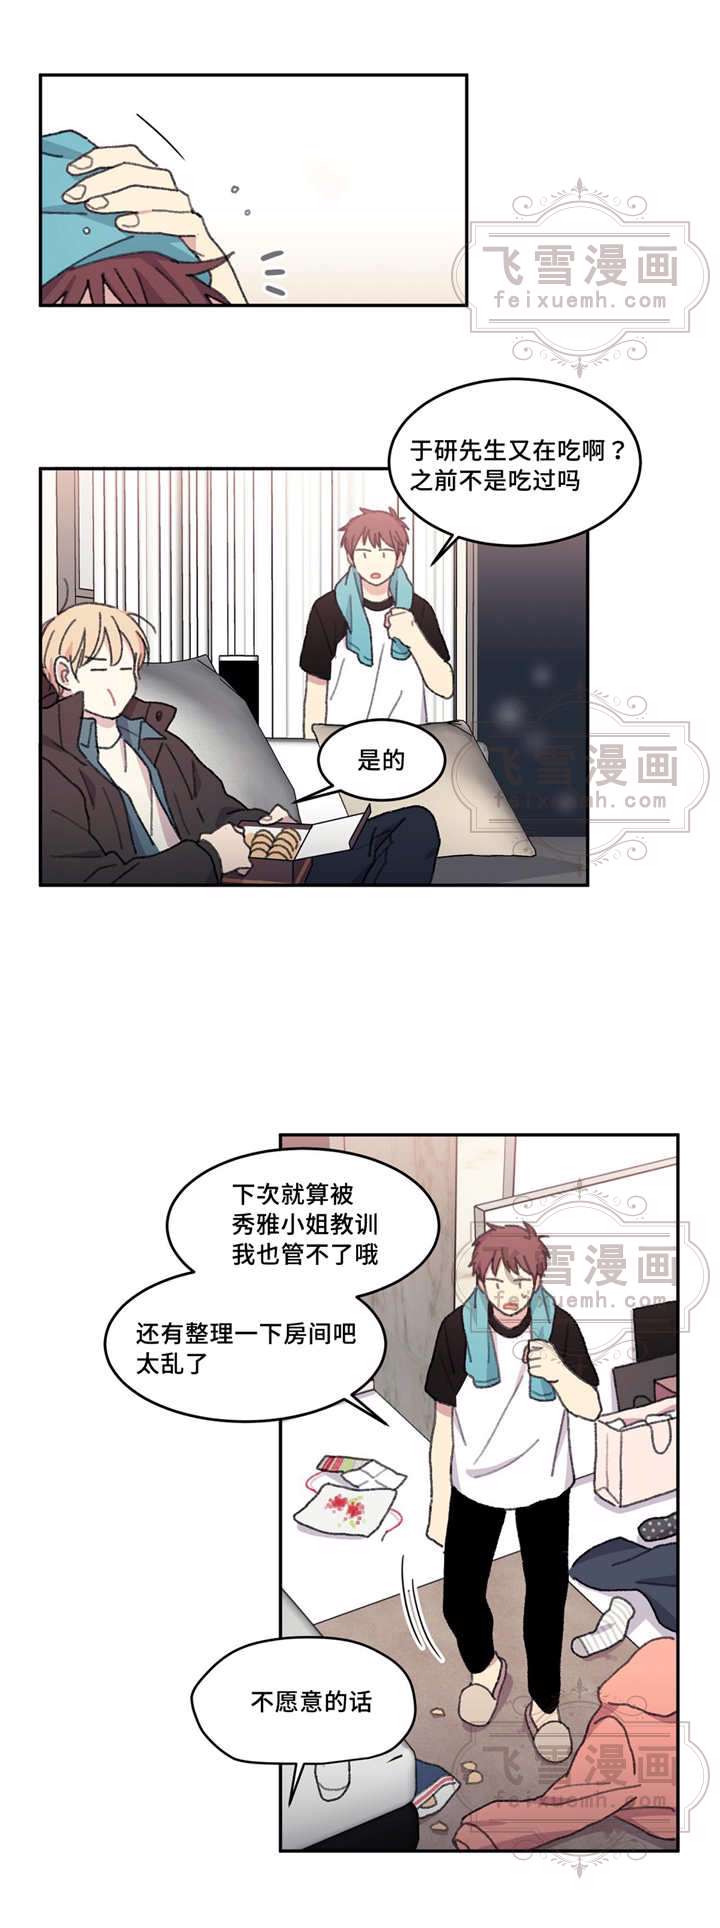 飞雪漫画
feixuemh.com
于研先生又在吃啊？
之前不是吃过吗
是的
飞雪漫画
feixuemh.com
下次就算被
秀雅小姐教训
我也管不了哦
还有整理一下房间吧
太乱了
飞雪漫画
feixuemh.com
不愿意的话
飞雪漫画
feixuemh.com